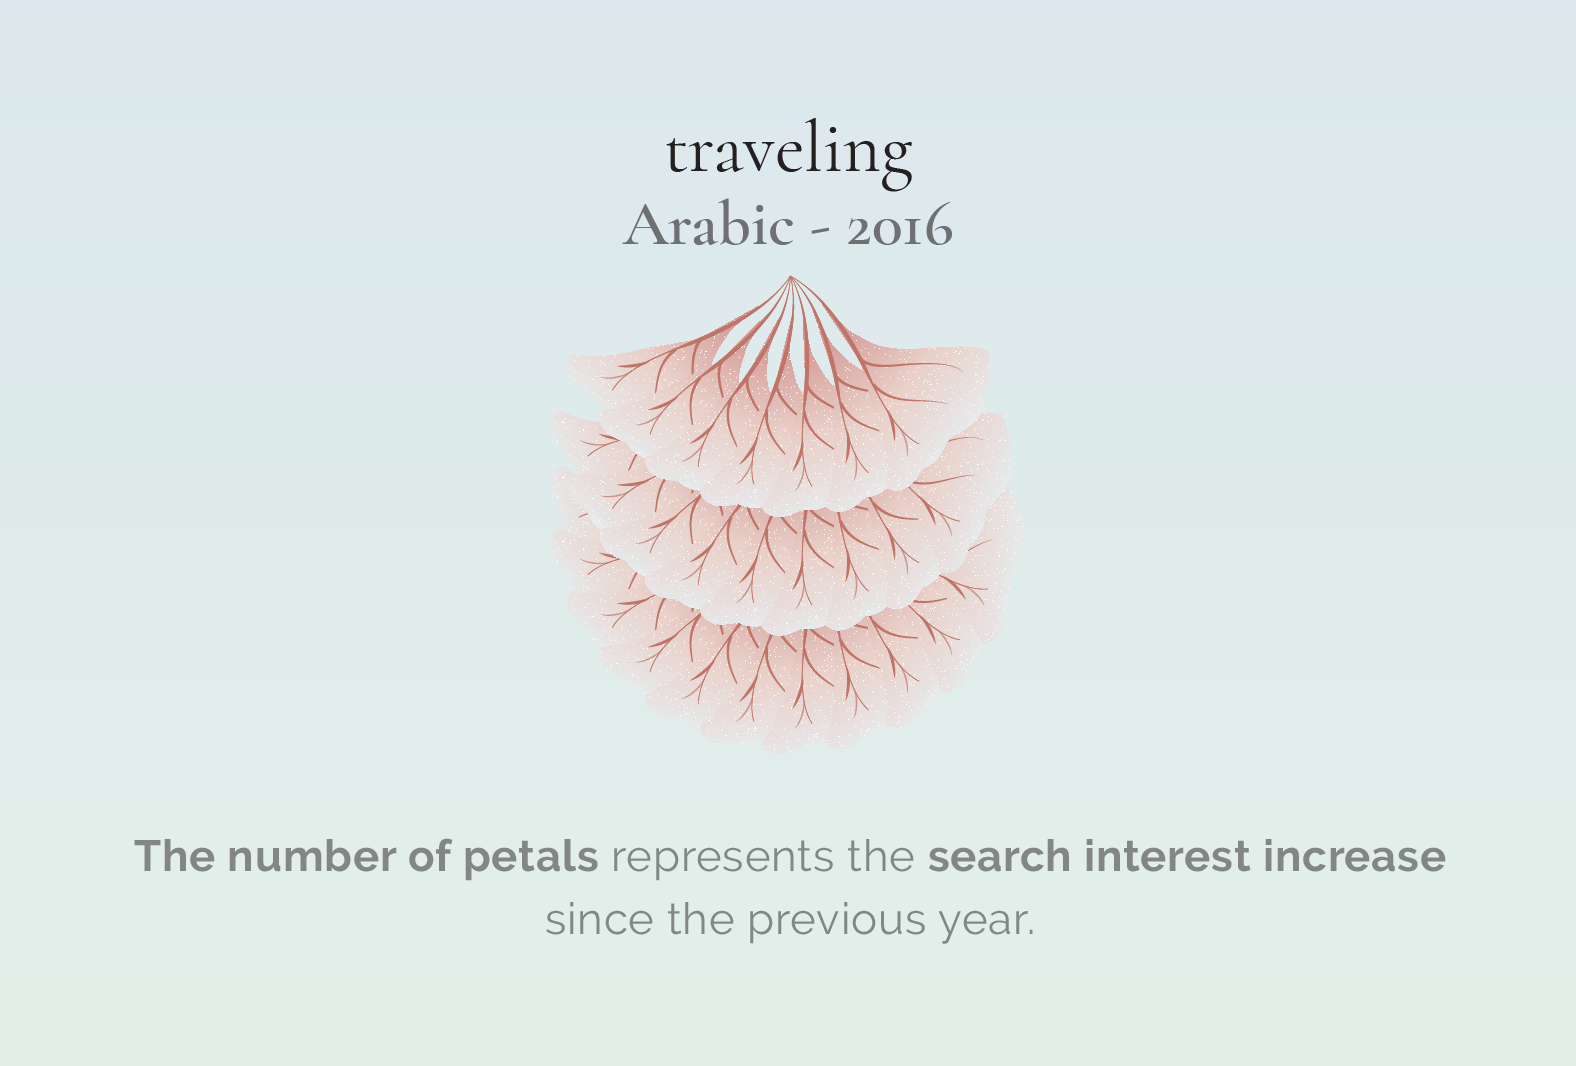 traveling
Arabic - 2016
The number of petals represents the search interest increase
since the previous year.